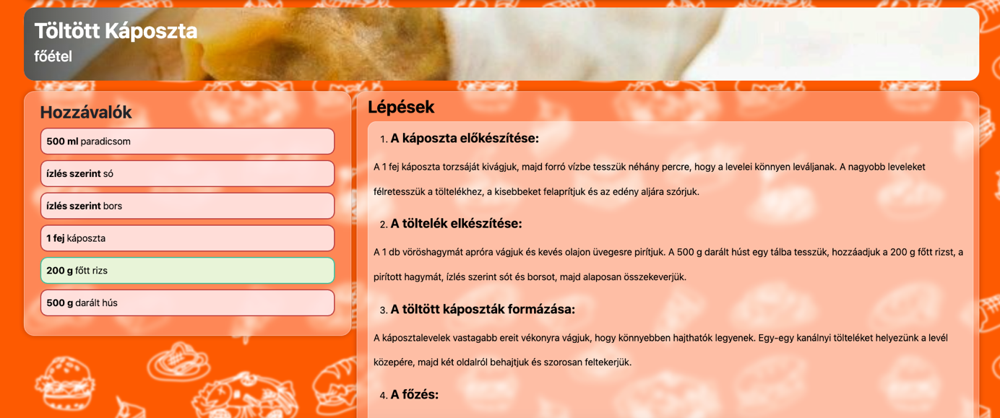 Töltött Káposzta
főétel
Hozzávalók
500 ml paradicsom
ízlés szerint só
ízlés szerint bors
1 fej káposzta
200 g főtt rizs
500 g darált hús
Lépések
1. A káposzta előkészítése:
A 1 fej káposzta torzsáját kivágjuk, majd forró vízbe tesszük néhány percre, hogy a levelei könnyen leváljanak. A nagyobb leveleket
félretesszük a töltelékhez, a kisebbeket felaprítjuk és az edény aljára szórjuk.
2. A töltelék elkészítése:
A 1 db vöröshagymát apróra vágjuk és kevés olajon üvegesre pirítjuk. A 500 g darált húst egy tálba tesszük, hozzáadjuk a 200 g főtt rizst, a
pirított hagymát, ízlés szerint sót és borsot, majd alaposan összekeverjük.
3. A töltött káposzták formázása:
A káposztalevelek vastagabb ereit vékonyra vágjuk, hogy könnyebben hajthatók legyenek. Egy-egy kanálnyi tölteléket helyezünk a levél
közepére, majd két oldalról behajtjuk és szorosan feltekerjük.
4. A főzés: